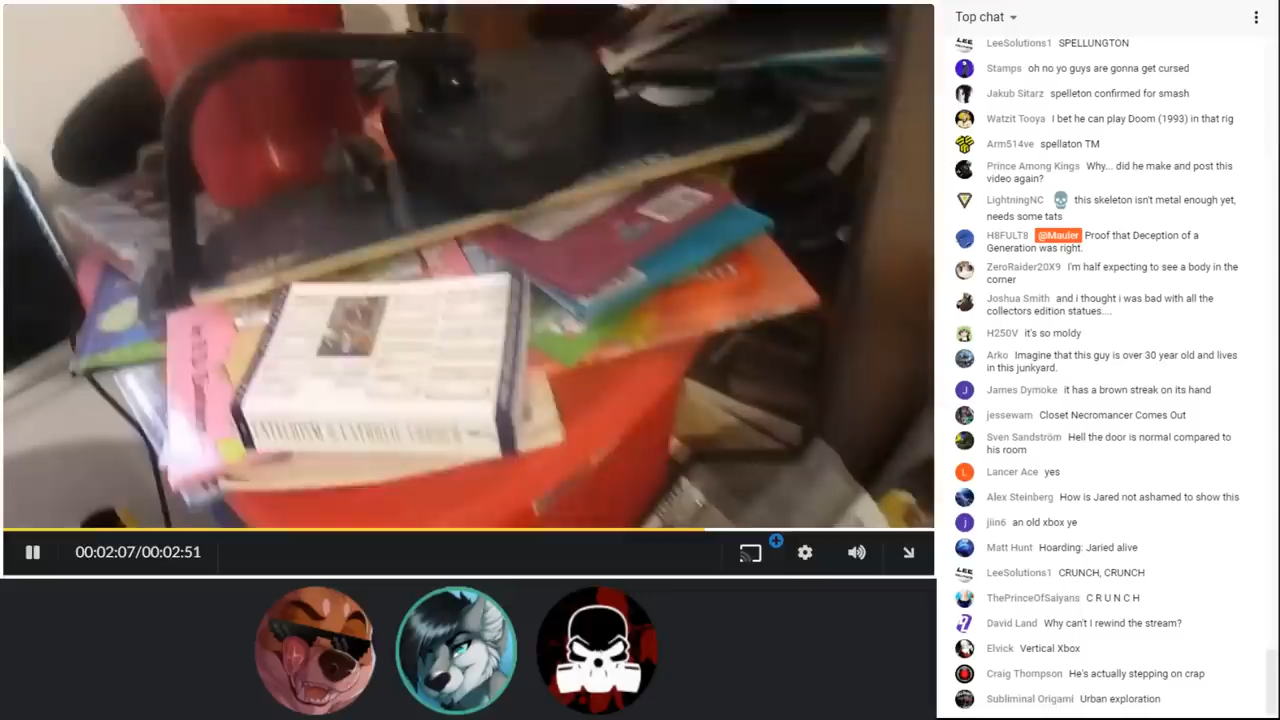 Top chat
LeeSolutions1 SPELLUNGTON
Stamps oh no yo guys are gonna get cursed
Jakub Sitarz spelleton confirmed for smash
Watzit Tooya I bet he can play Doom (1993) in that rig
Arm514ve spellaton TM
Prince Among Kings Why... did he make and post this
video again?
LightningNC this skeleton isn't metal enough yet,
needs some tats
H8FULT8 @Mauler Proof that Deception of a
Generation was right.
ZeroRaider20X9 I'm half expecting to see a body in the
corner
Joshua Smith and i thought i was bad with all the
collectors edition statues....
H250V it's so moldy
Arko Imagine that this guy is over 30 year old and lives
in this junkyard.
James Dymoke it has a brown streak on its hand
jessewam Closet Necromancer Comes Out
Sven Sandström Hell the door is normal compared to
his room
L Lancer Ace yes
Alex Steinberg How is Jared not ashamed to show this
jiin6 an old xbox ye
Matt Hunt Hoarding: Jaried alive
LeeSolutions1 CRUNCH, CRUNCH
ThePrinceOfSaiyans C R U N C H
David Land Why can't I rewind the stream?
Elvick Vertical Xbox
Craig Thompson He's actually stepping on crap
Subliminal Origami Urban exploration
00:02:07/00:02:51